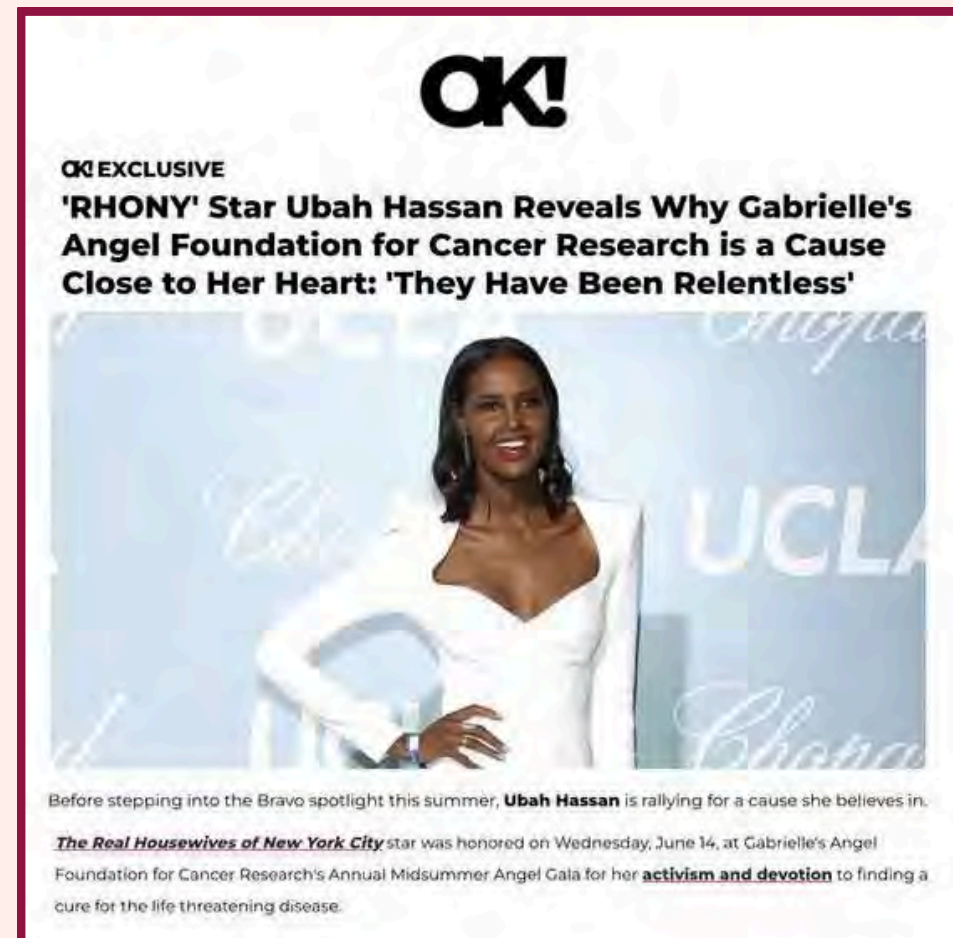 OK!
OK! EXCLUSIVE
'RHONY' Star Ubah Hassan Reveals Why Gabrielle's
Angel Foundation for Cancer Research is a Cause
Close to Her Heart: 'They Have Been Relentless'
UCLA Chopard
Chopard UCLA
Chopard
Before stepping into the Bravo spotlight this summer, Ubah Hassan is rallying for a cause she believes in.
The Real Housewives of New York City star was honored on Wednesday, June 14, at Gabrielle's Angel
Foundation for Cancer Research's Annual Midsummer Angel Gala for her activism and devotion to finding a
cure for the life threatening disease.